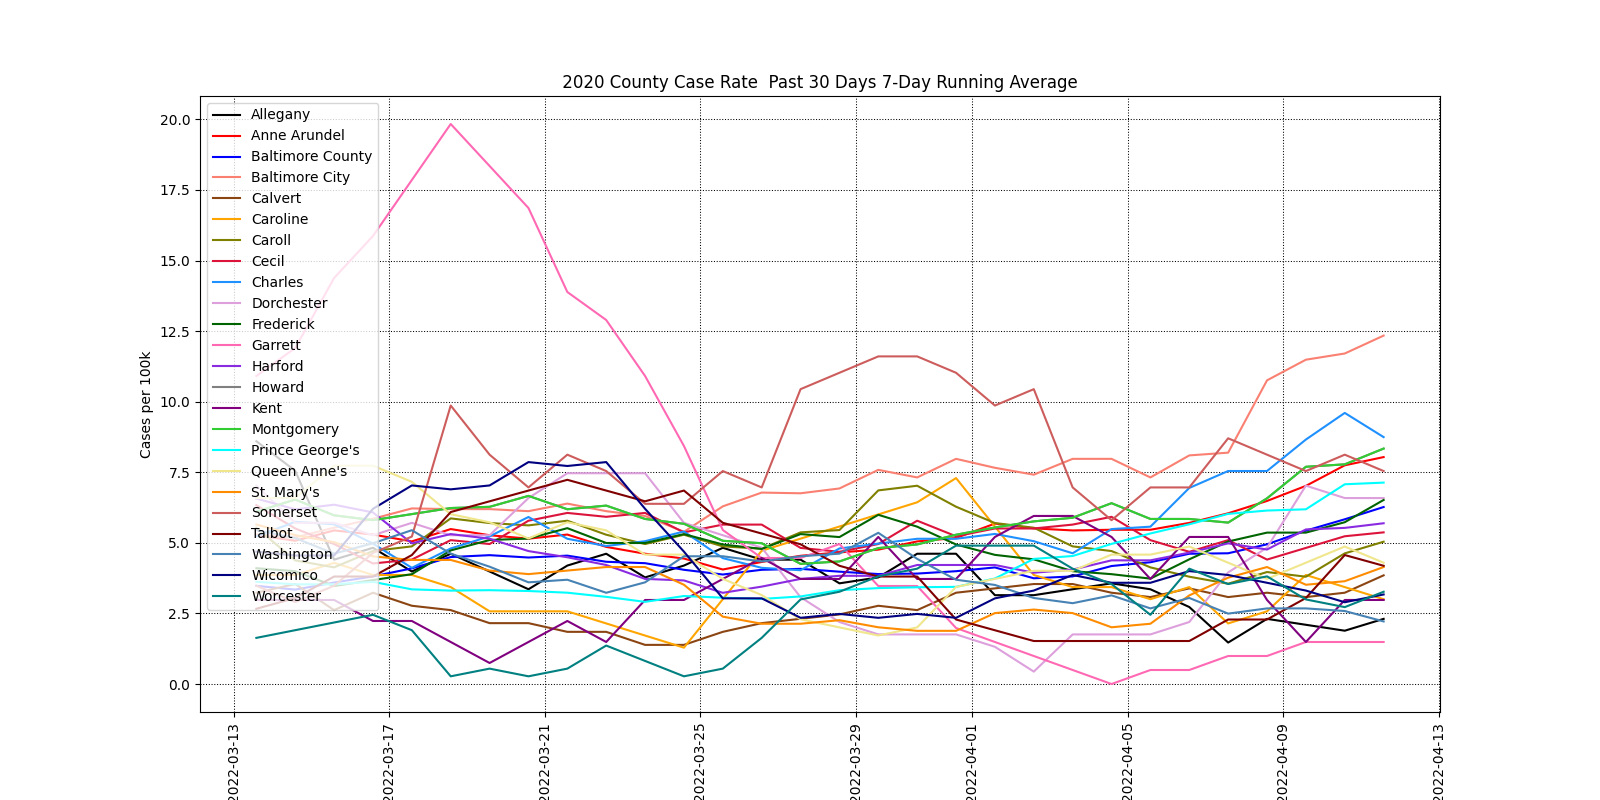 2020 County Case Rate  Past 30 Days 7-Day Running Average
Cases per 100k
20.0
17.5
15.0
12.5
10.0
7.5
5.0
2.5
0.0
Allegany
Anne Arundel
Baltimore County
Baltimore City
Calvert
Caroline
Caroll
Cecil
Charles
Dorchester
Frederick
Garrett
Harford
Howard
Kent
Montgomery
Prince George's
Queen Anne's
St. Mary's
Somerset
Talbot
Washington
Wicomico
Worcester
2022-03-13
2022-03-17
2022-03-21
2022-03-25
2022-03-29
2022-04-01
2022-04-05
2022-04-09
2022-04-13